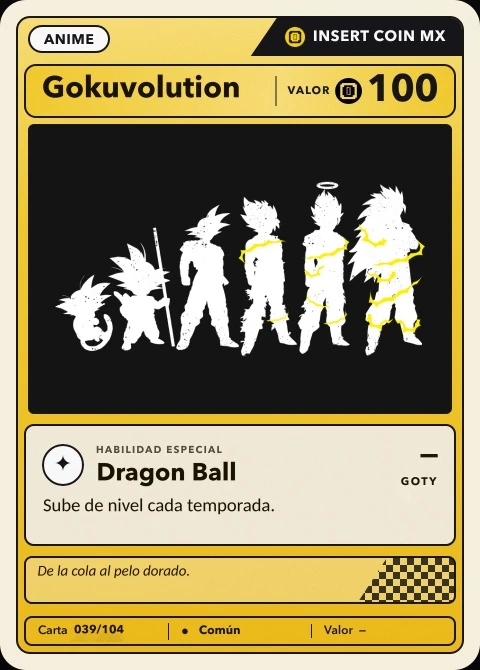 ANIME
INSERT COIN MX
Gokuvolution
VALOR 100
HABILIDAD ESPECIAL
Dragon Ball
—
GOTY
Sube de nivel cada temporada.
De la cola al pelo dorado.
Carta 039/104 • Común Valor —